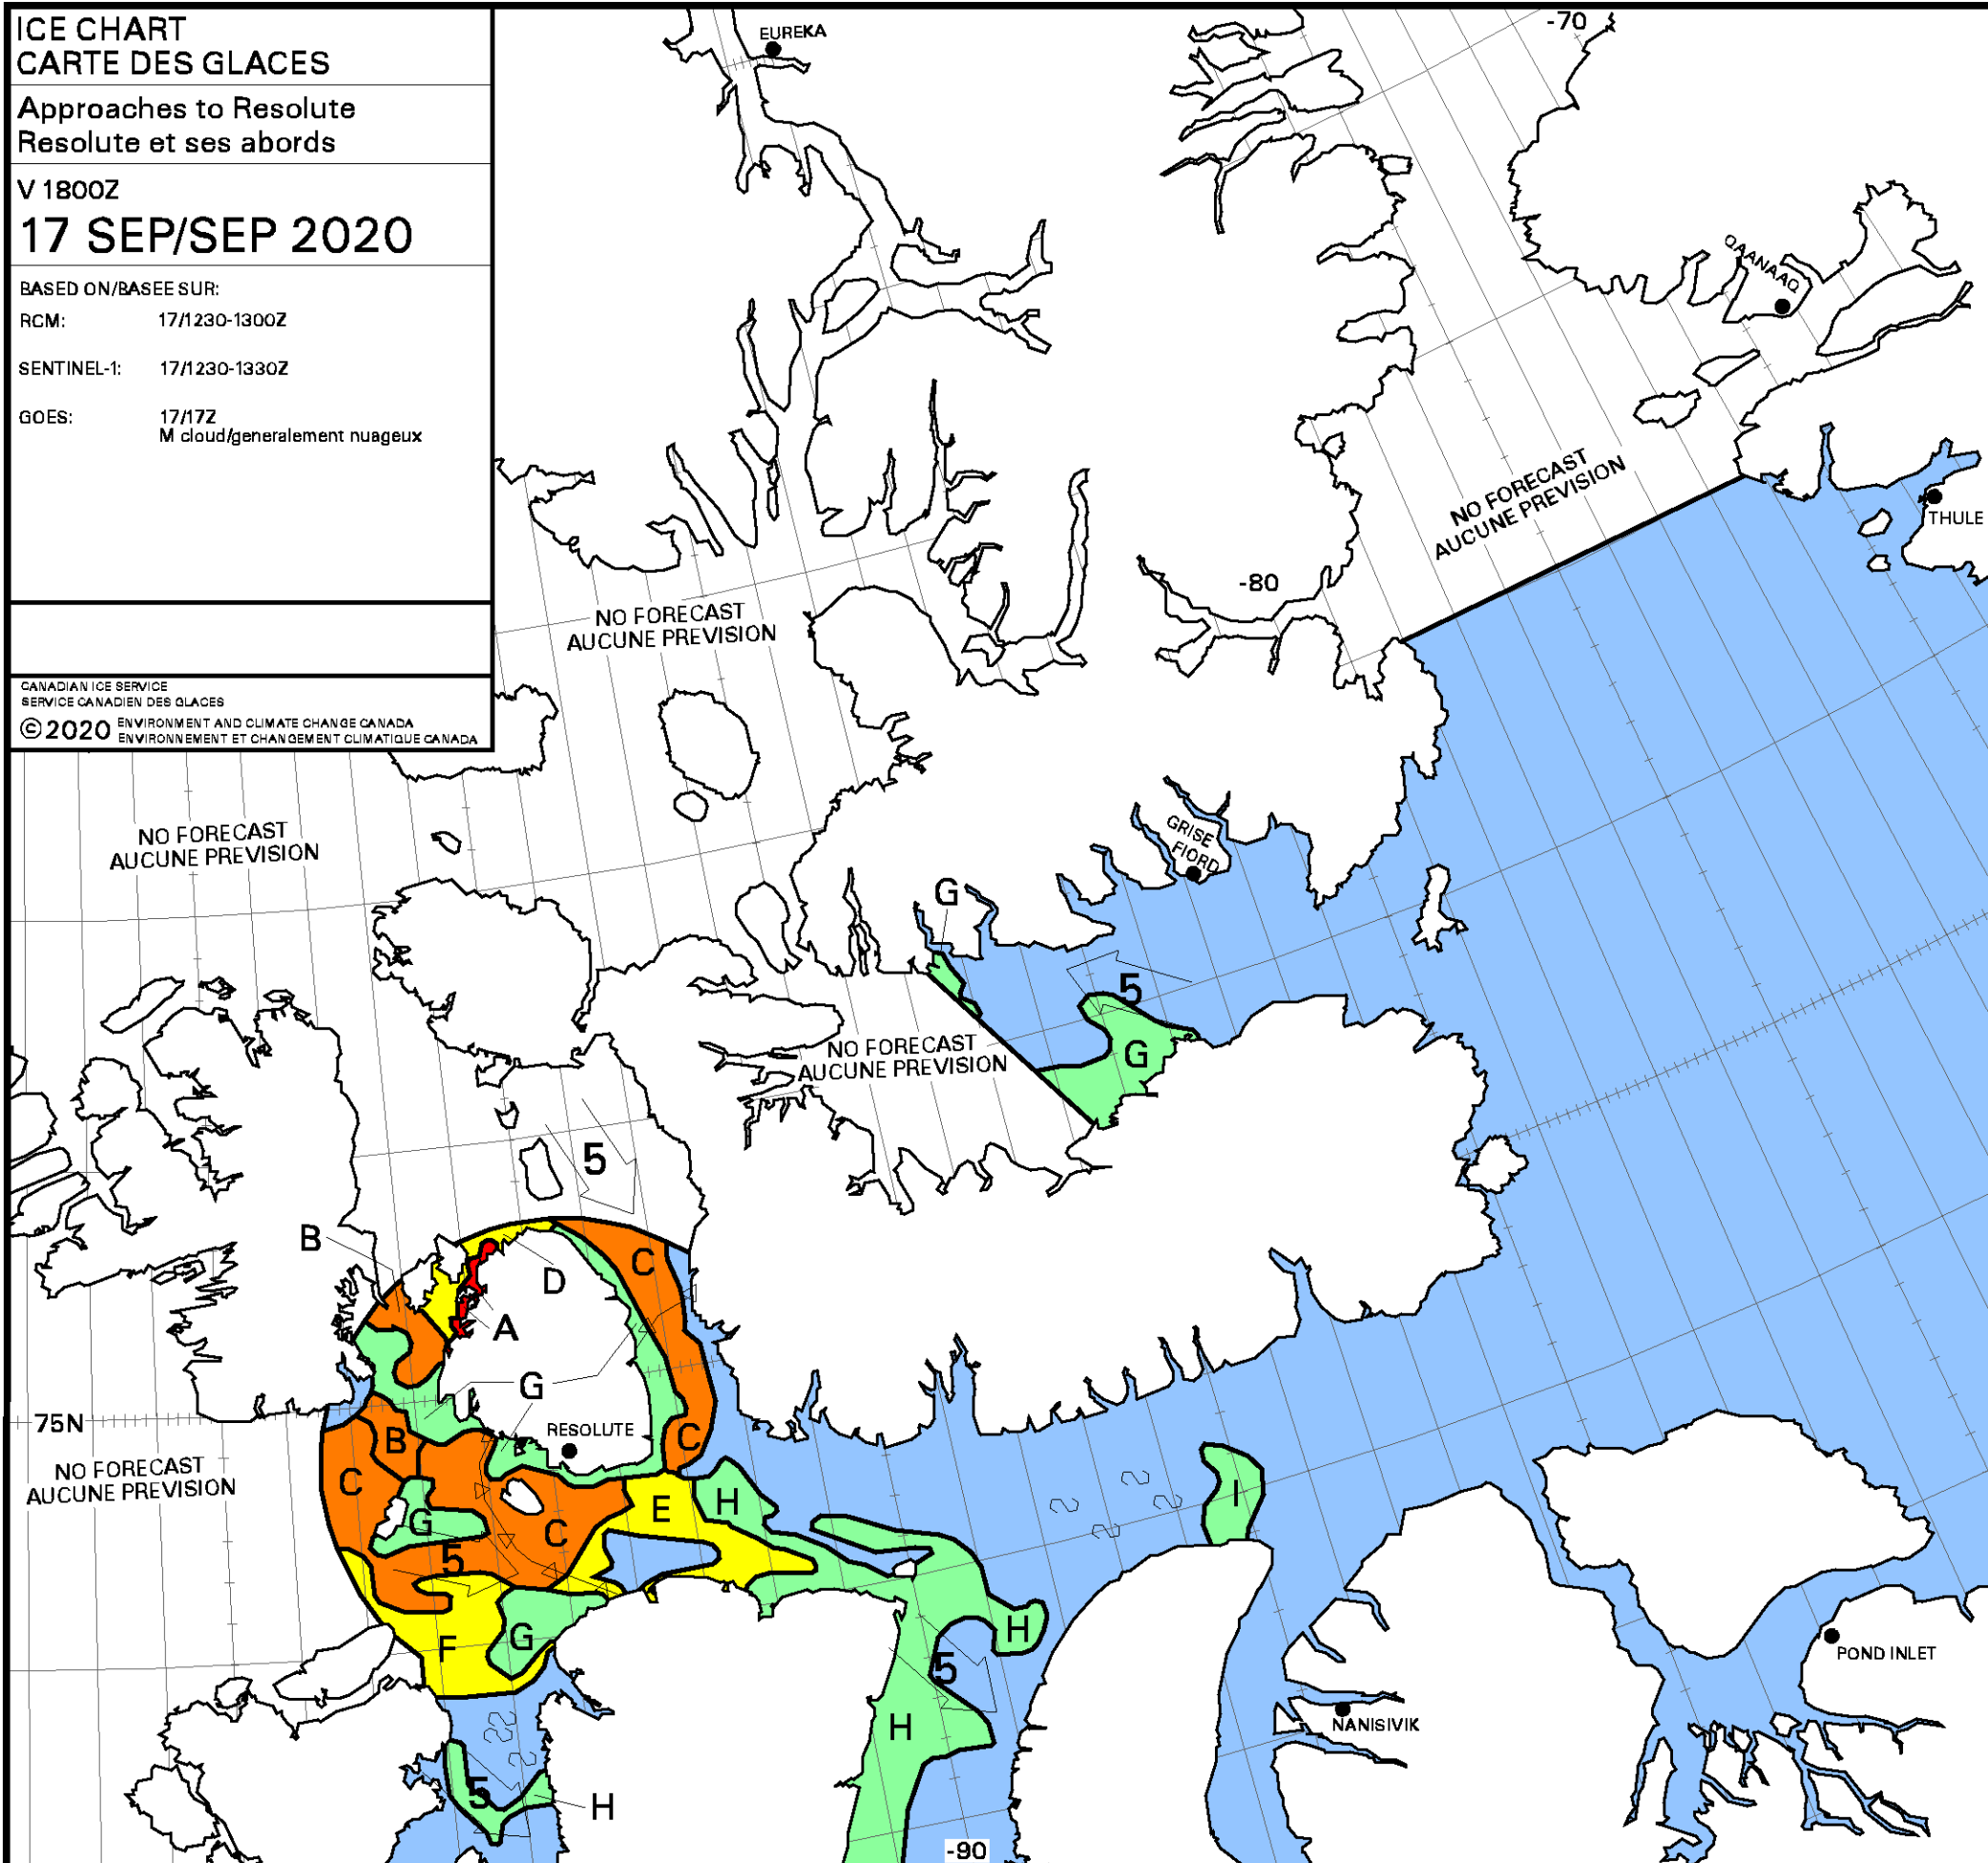 ICE CHART
CARTE DES GLACES
Approaches to Resolute
Resolute et ses abords
V 1800Z
17 SEP/SEP 2020
BASED ON/BASEE SUR:
RCM: 17/1230-1300Z
SENTINEL-1: 17/1230-1330Z
GOES: 17/17Z
M cloud/generalement nuageux
CANADIAN ICE SERVICE
SERVICE CANADIEN DES GLACES
© 2020 ENVIRONMENT AND CLIMATE CHANGE CANADA
ENVIRONNEMENT ET CHANGEMENT CLIMATIQUE CANADA
-70
EUREKA
QAANAAQ
NO FORECAST
AUCUNE PREVISION
THULE
-80
NO FORECAST
AUCUNE PREVISION
NO FORECAST
AUCUNE PREVISION
GRISE
FIORD
G
5
NO FORECAST
AUCUNE PREVISION
G
5
B
C
D
A
G
75N
RESOLUTE
B
C
C
NO FORECAST
AUCUNE PREVISION
E
H
I
G
C
5
F
G
H
5
POND INLET
H
NANISIVIK
5
H
-90